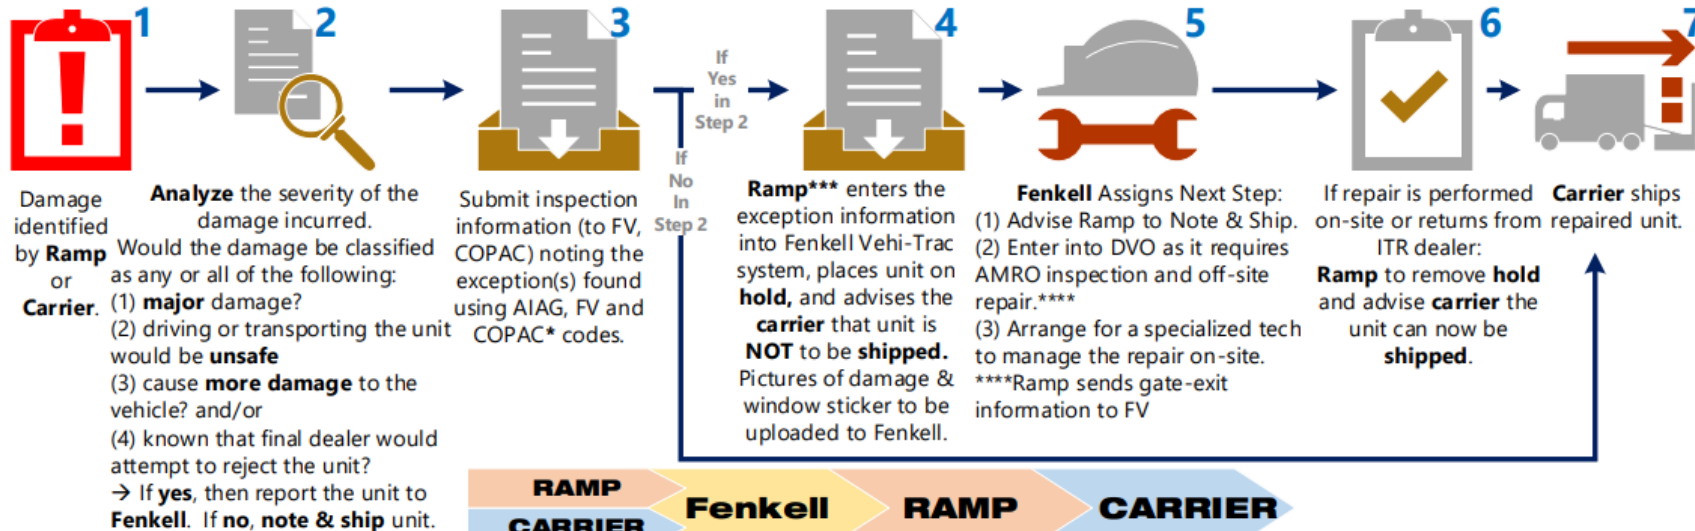 1
2
3
4
5
6
7
If
Yes
in
Step 2
If
No
In
Step 2
Damage
identified
by Ramp
or
Carrier.
Analyze the severity of the
damage incurred.
Would the damage be classified
as any or all of the following:
(1) major damage?
(2) driving or transporting the unit
would be unsafe
(3) cause more damage to the
vehicle? and/or
(4) known that final dealer would
attempt to reject the unit?
→ If yes, then report the unit to
Fenkell. If no, note & ship unit.
Submit inspection
information (to FV,
COPAC) noting the
exception(s) found
using AIAG, FV and
COPAC* codes.
Ramp*** enters the
exception information
into Fenkell Vehi-Trac
system, places unit on
hold, and advises the
carrier that unit is
NOT to be shipped.
Pictures of damage &
window sticker to be
uploaded to Fenkell.
Fenkell Assigns Next Step:
(1) Advise Ramp to Note & Ship.
(2) Enter into DVO as it requires
AMRO inspection and off-site
repair.****
(3) Arrange for a specialized tech
to manage the repair on-site.
****Ramp sends gate-exit
information to FV
If repair is performed
on-site or returns from
ITR dealer:
Ramp to remove hold
and advise carrier the
unit can now be
shipped.
Carrier ships
repaired unit.
RAMP
CARRIER
Fenkell
RAMP
CARRIER